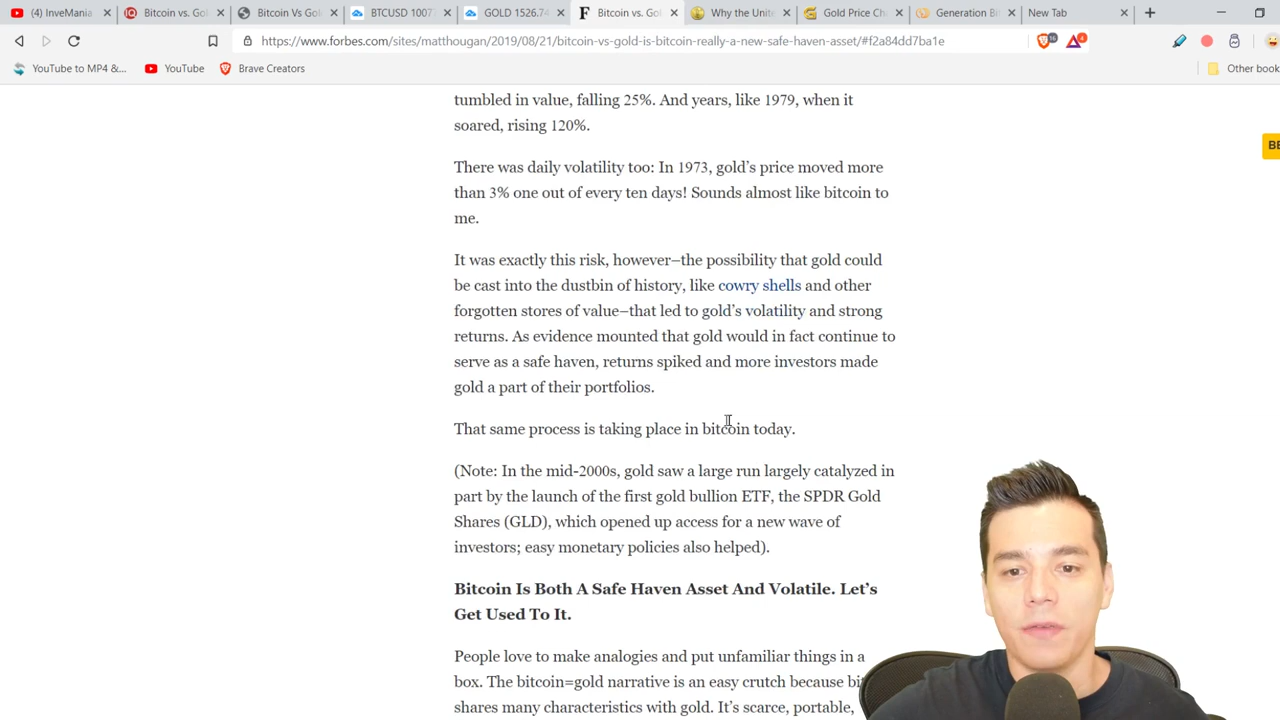 (4) InveMania
Bitcoin vs. Gol
Bitcoin Vs Gol
BTCUSD 1007
GOLD 1526.74
Bitcoin vs. Gol
Why the Unite
Gold Price Ch
Generation Bi
New Tab
https://www.forbes.com/sites/matthougan/2019/08/21/bitcoin-vs-gold-is-bitcoin-really-a-new-safe-haven-asset/#f2a84dd7ba1e
16
4
YouTube to MP4 &...
YouTube
Brave Creators
Other book
tumbled in value, falling 25%. And years, like 1979, when it
soared, rising 120%.
BE
There was daily volatility too: In 1973, gold’s price moved more
than 3% one out of every ten days! Sounds almost like bitcoin to
me.
It was exactly this risk, however–the possibility that gold could
be cast into the dustbin of history, like cowry shells and other
forgotten stores of value–that led to gold’s volatility and strong
returns. As evidence mounted that gold would in fact continue to
serve as a safe haven, returns spiked and more investors made
gold a part of their portfolios.
That same process is taking place in bitcoin today.
(Note: In the mid-2000s, gold saw a large run largely catalyzed in
part by the launch of the first gold bullion ETF, the SPDR Gold
Shares (GLD), which opened up access for a new wave of
investors; easy monetary policies also helped).
Bitcoin Is Both A Safe Haven Asset And Volatile. Let’s
Get Used To It.
People love to make analogies and put unfamiliar things in a
box. The bitcoin=gold narrative is an easy crutch because bi
shares many characteristics with gold. It’s scarce, portable,